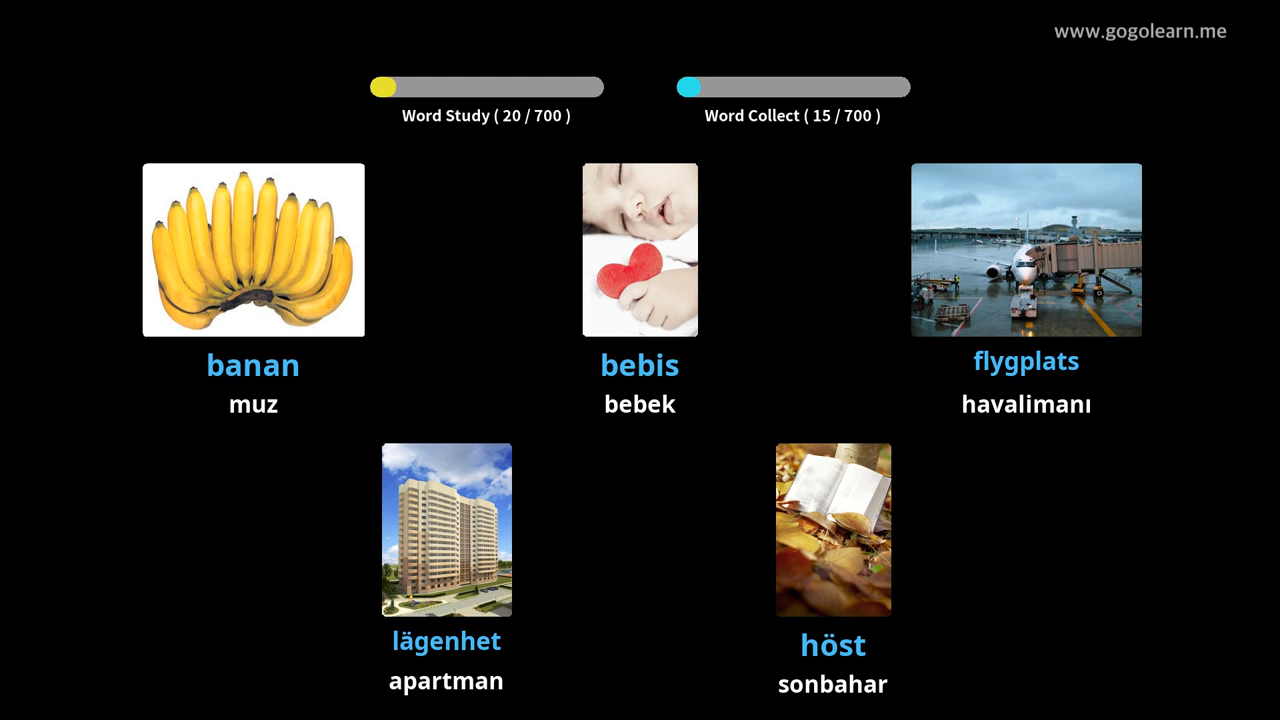 www.gogolearn.me
Word Study ( 20 / 700 )
Word Collect ( 15 / 700 )
banan
muz
bebis
bebek
flygplats
havalimanı
lägenhet
apartman
höst
sonbahar